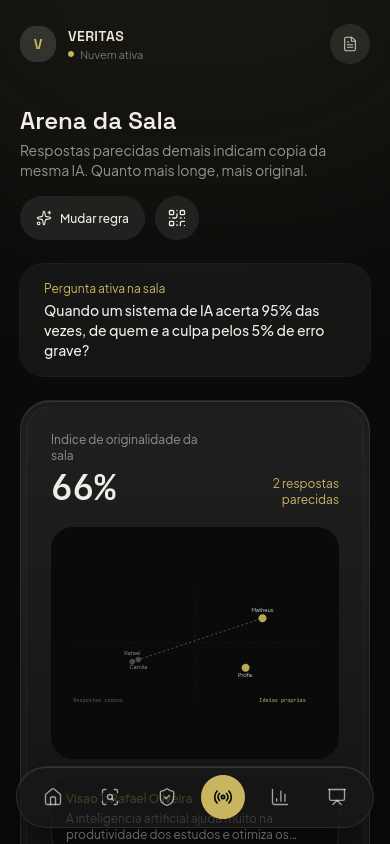 V
VERITAS
Nuvem ativa
Arena da Sala
Respostas parecidas demais indicam copia da
mesma IA. Quanto mais longe, mais original.
Mudar regra
Pergunta ativa na sala
Quando um sistema de IA acerta 95% das
vezes, de quem e a culpa pelos 5% de erro
grave?
Indice de originalidade da
sala
66%
2 respostas
parecidas
Matheus
Rafael
Camila
Profa.
Respostas comuns
Ideias proprias
Visao Rafael Oliveira
A inteligencia artificial ajuda muito na
produtividade dos estudos e otimiza os…